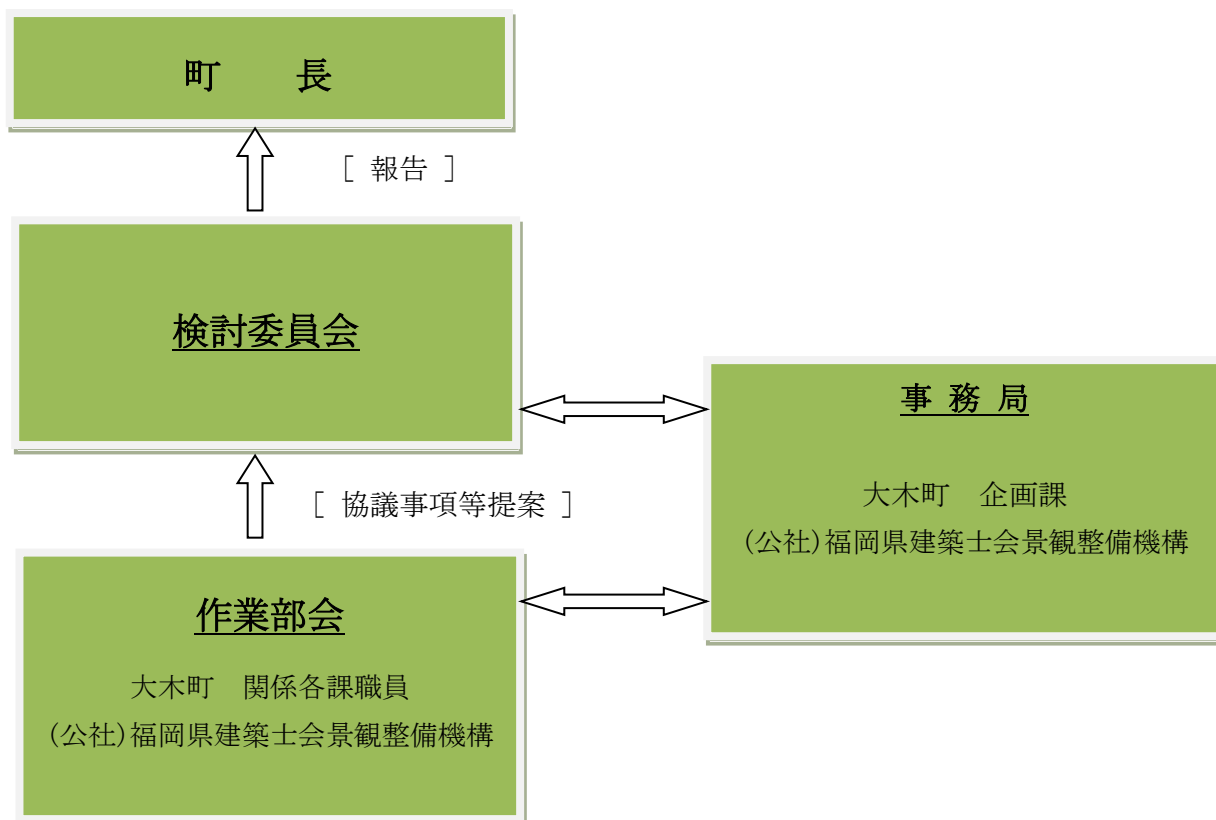 町　　長
［ 報告 ］
検討委員会
［ 協議事項等提案 ］
作業部会
大木町　関係各課職員
(公社)福岡県建築士会景観整備機構
事 務 局
大木町　企画課
(公社)福岡県建築士会景観整備機構